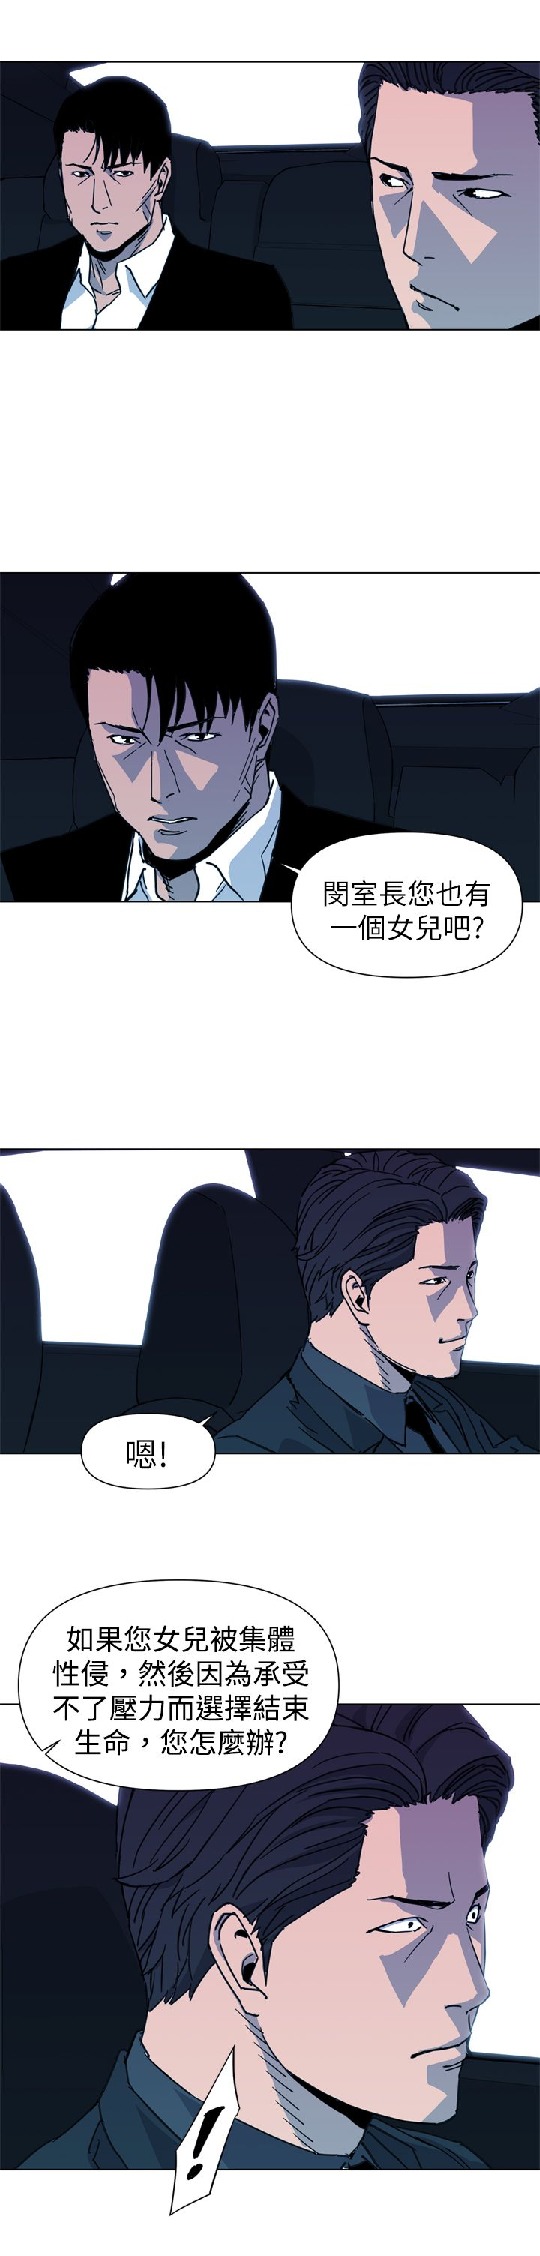 閔室長您也有
一個女兒吧?
嗯!
如果您女兒被集體
性侵，然後因為承受
不了壓力而選擇結束
生命，您怎麼辦?
!